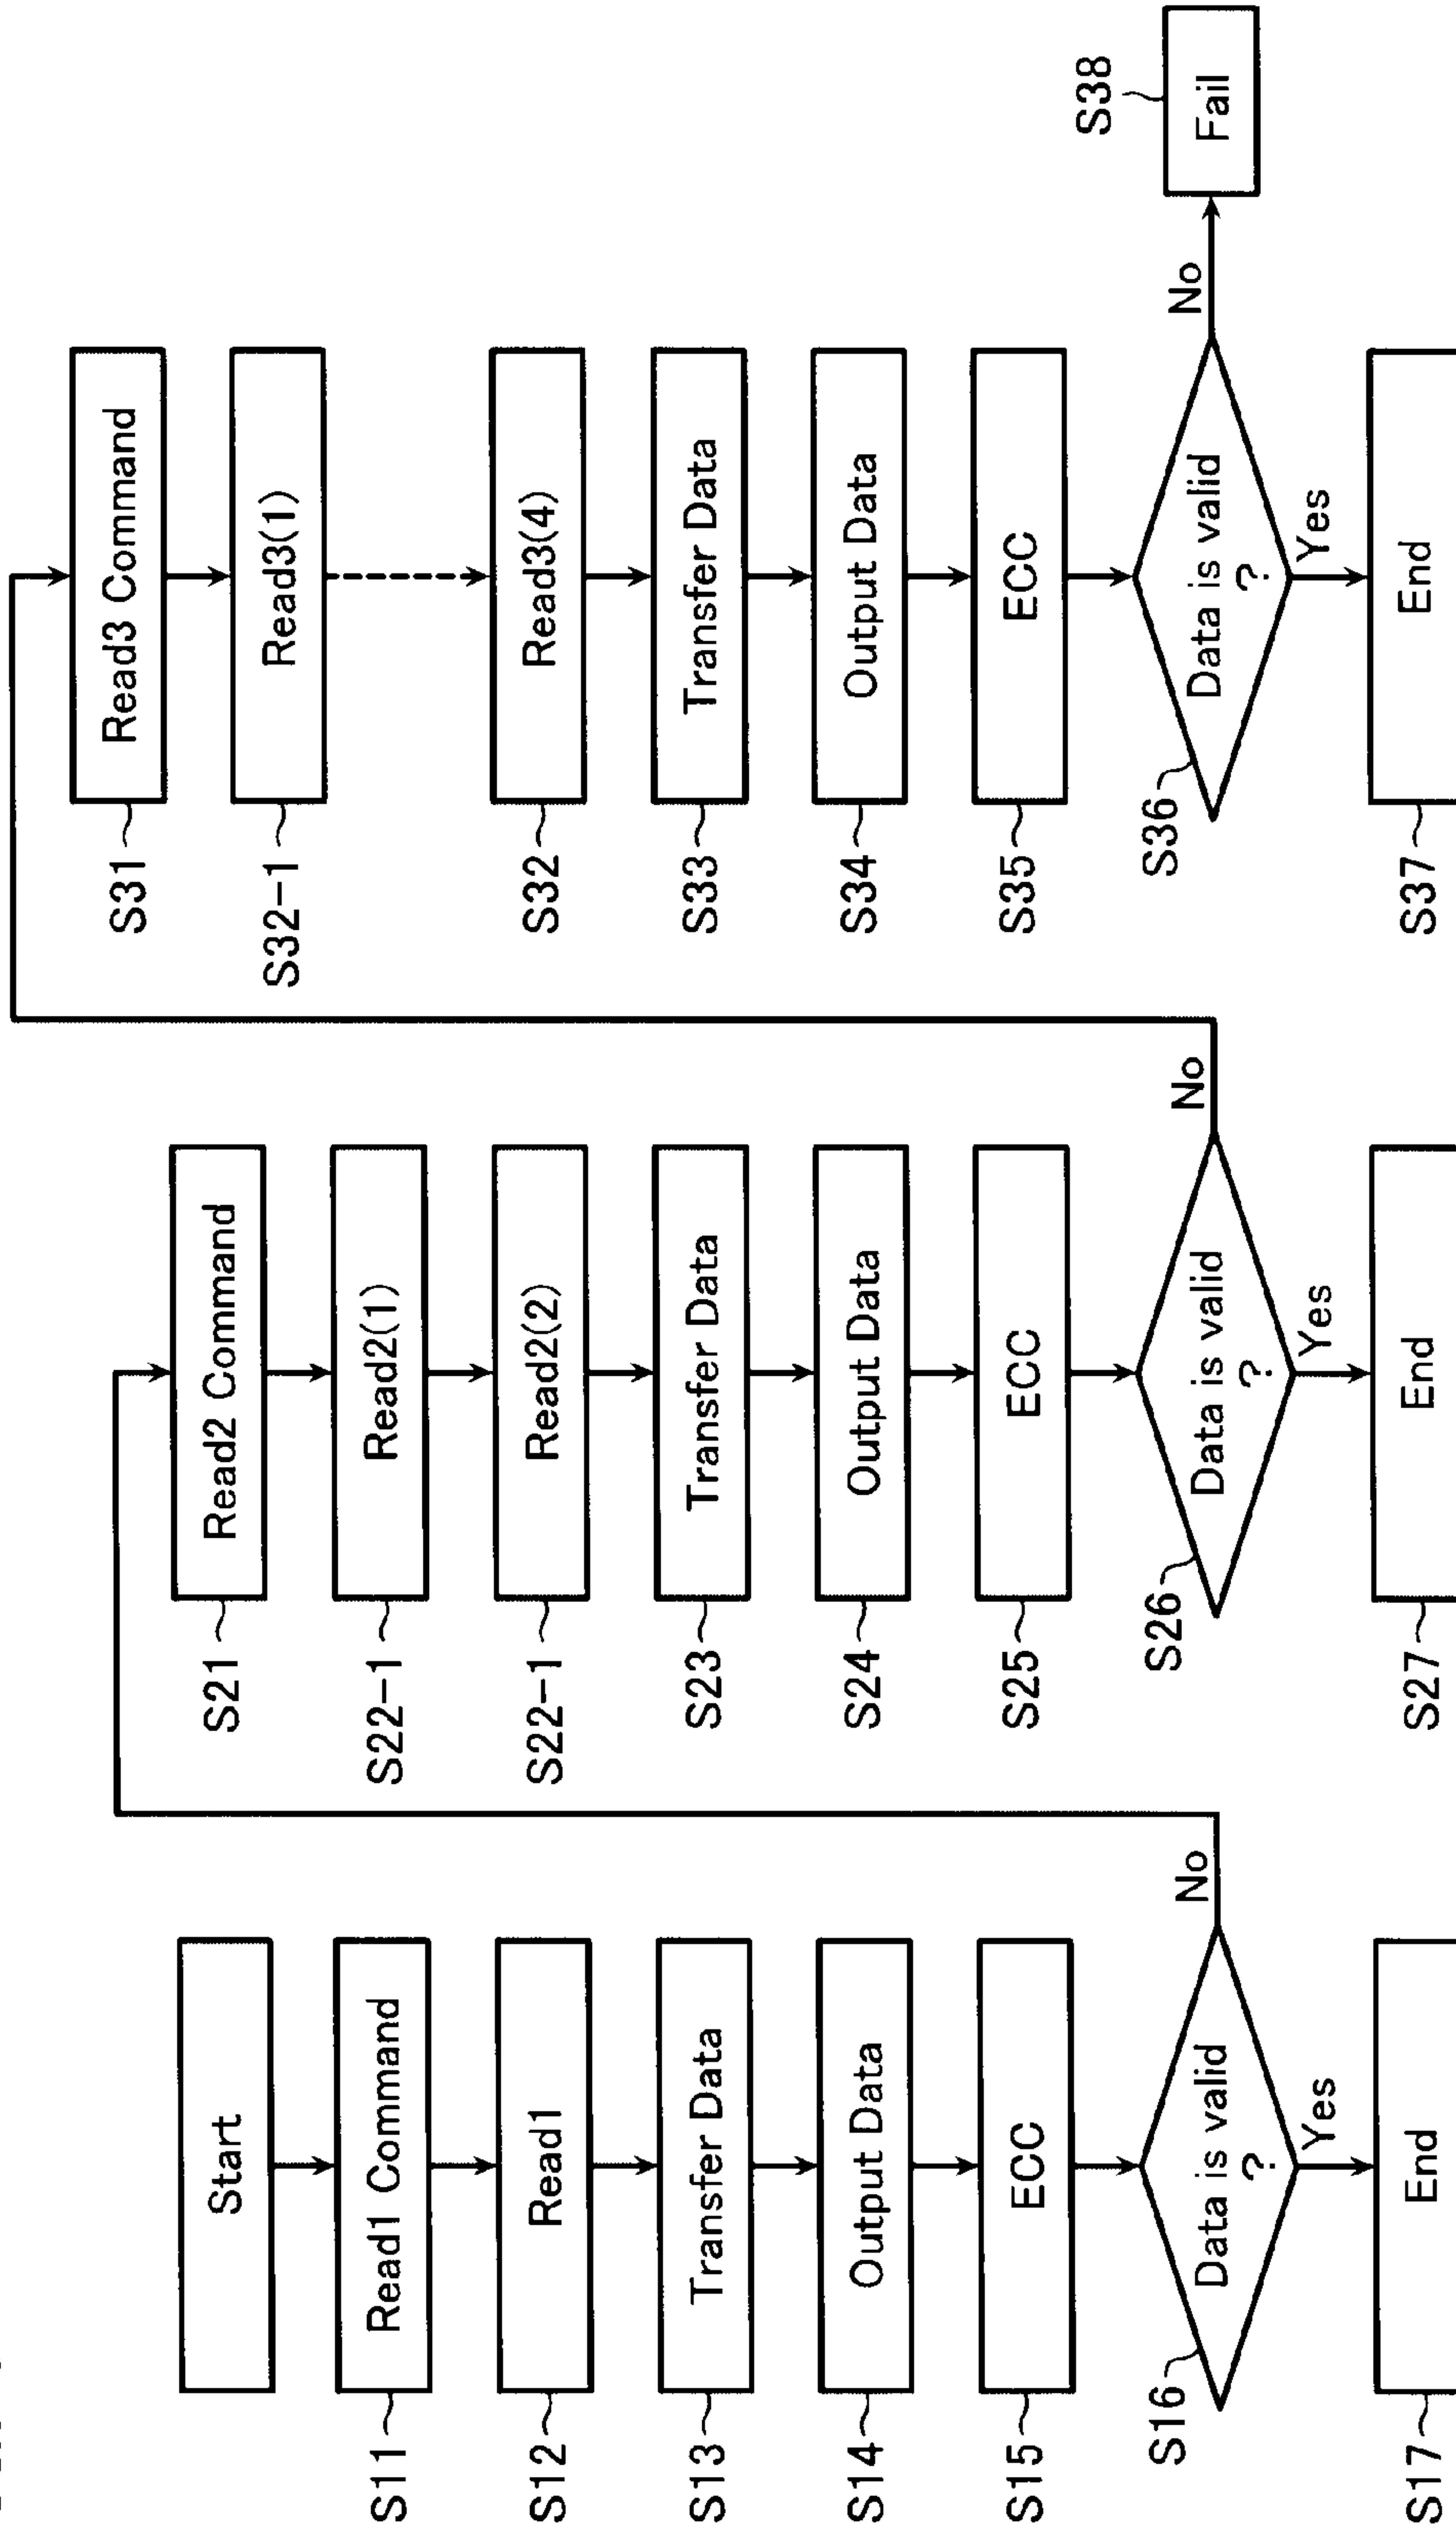 Start
S11
Read1 Command
S12
Read1
S13
Transfer Data
S14
Output Data
S15
ECC
S16
Data is valid
?
No
Yes
S17
End
S21
Read2 Command
S22-1
Read2(1)
S22-1
Read2(2)
S23
Transfer Data
S24
Output Data
S25
ECC
S26
Data is valid
?
No
Yes
S27
End
S31
Read3 Command
S32-1
Read3(1)
S32
Read3(4)
S33
Transfer Data
S34
Output Data
S35
ECC
S36
Data is valid
?
No
S38
Fail
Yes
S37
End